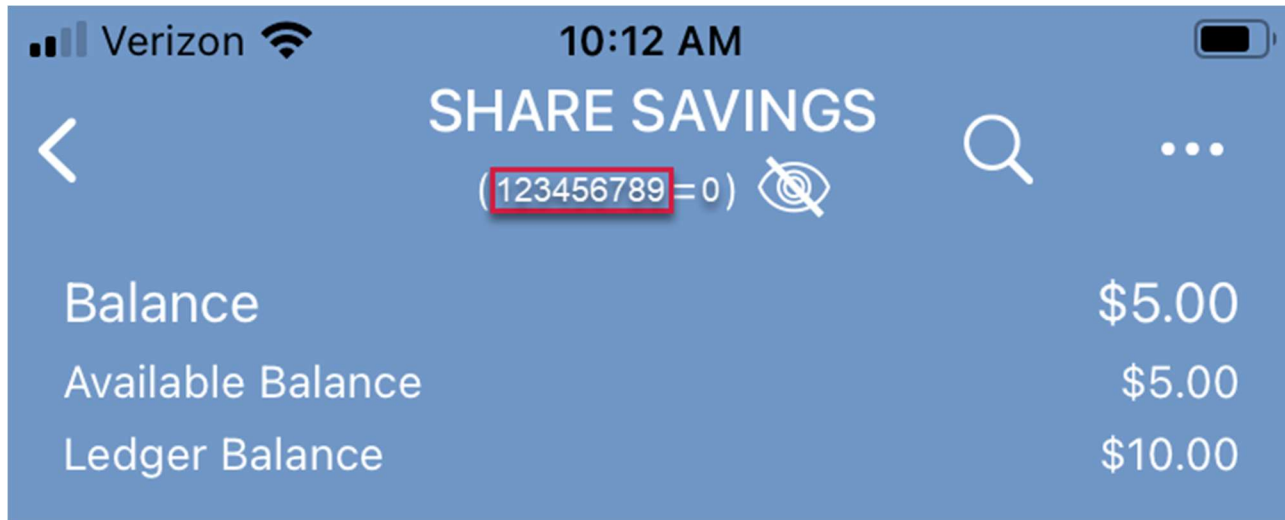 Verizon 10:12 AM
SHARE SAVINGS
(123456789=0)
Balance $5.00
Available Balance $5.00
Ledger Balance $10.00